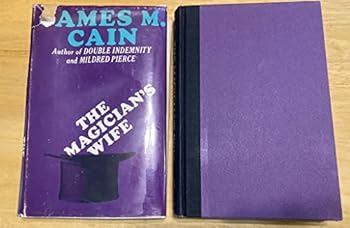 JAMES M.
CAIN
Author of DOUBLE INDEMNITY
and MILDRED PIERCE
THE
MAGICIAN'S
WIFE